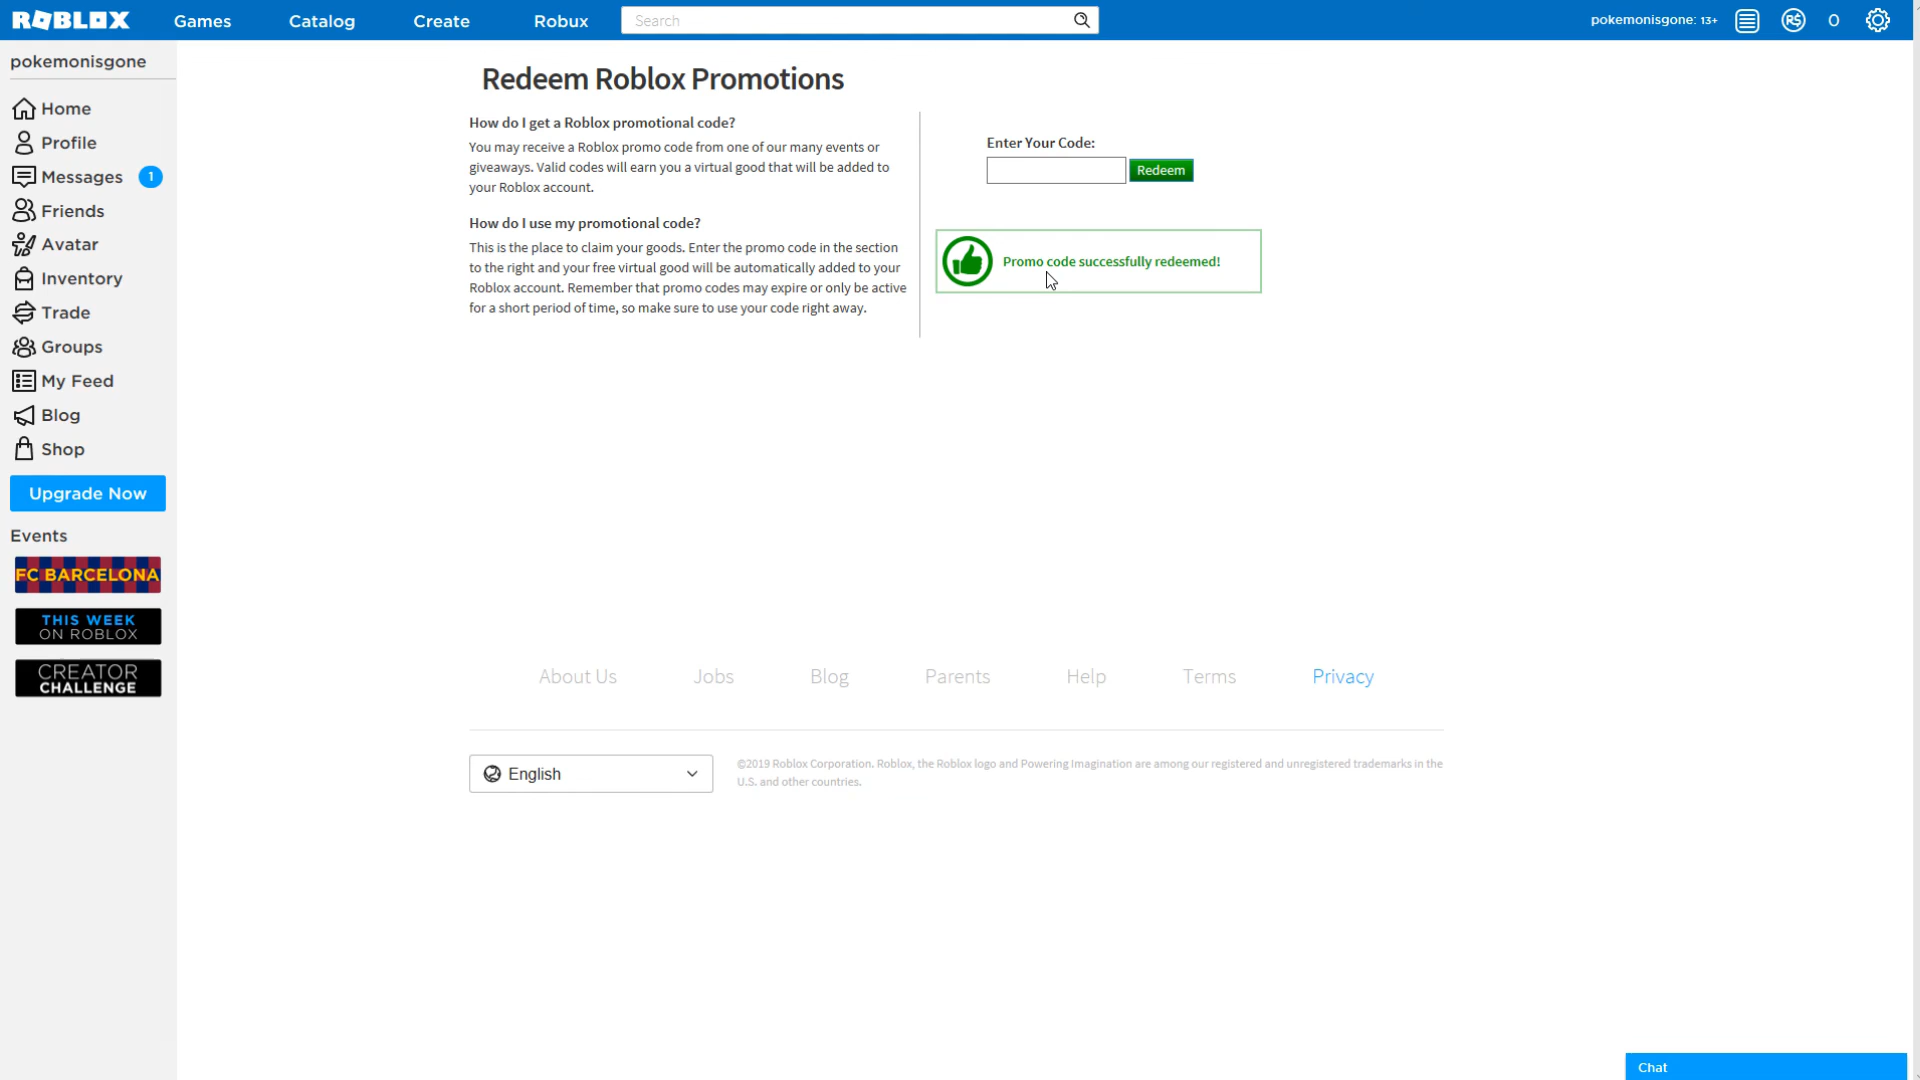 ROBLOX
Games
Catalog
Create
Robux
Search
pokemonisgone: 13+
R$
0
pokemonisgone
Home
Profile
Messages 1
Friends
Avatar
Inventory
Trade
Groups
My Feed
Blog
Shop
Upgrade Now
Events
FC BARCELONA
THIS WEEK
ON ROBLOX
CREATOR
CHALLENGE
Redeem Roblox Promotions
How do I get a Roblox promotional code?
You may receive a Roblox promo code from one of our many events or
giveaways. Valid codes will earn you a virtual good that will be added to
your Roblox account.
How do I use my promotional code?
This is the place to claim your goods. Enter the promo code in the section
to the right and your free virtual good will be automatically added to your
Roblox account. Remember that promo codes may expire or only be active
for a short period of time, so make sure to use your code right away.
Enter Your Code:
Redeem
Promo code successfully redeemed!
About Us
Jobs
Blog
Parents
Help
Terms
Privacy
English
©2019 Roblox Corporation. Roblox, the Roblox logo and Powering Imagination are among our registered and unregistered trademarks in the
U.S. and other countries.
Chat